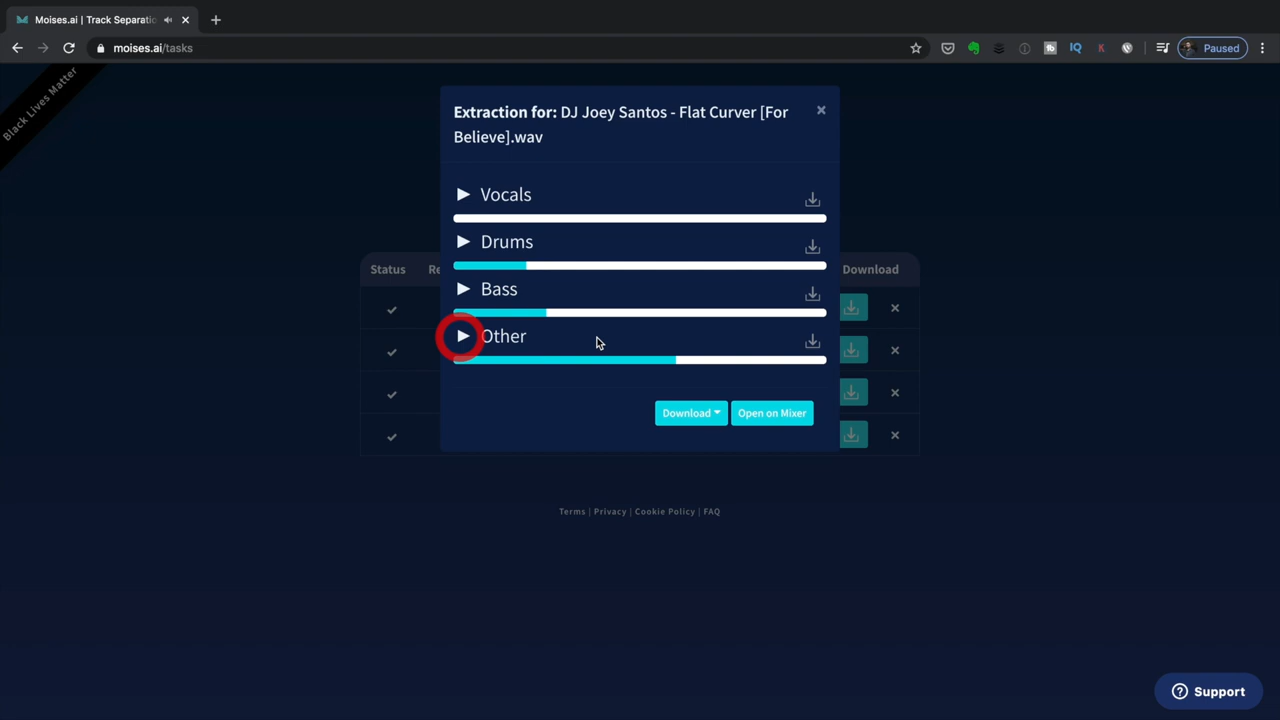 Moises.ai | Track Separatio
moises.ai/tasks
IQ
K
Paused
Black Lives Matter
Extraction for: DJ Joey Santos - Flat Curver [For
Believe].wav
Vocals
Drums
Bass
Other
Status
Re
Download
Download
Open on Mixer
Terms | Privacy | Cookie Policy | FAQ
Support